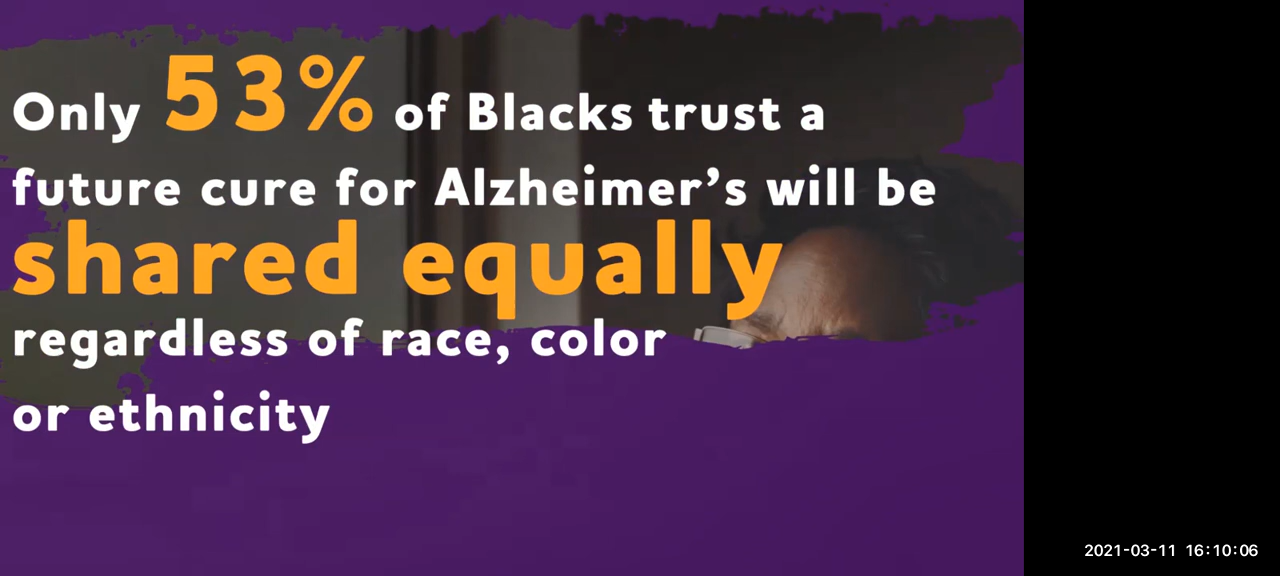 Only 53% of Blacks trust a
future cure for Alzheimer’s will be
shared equally
regardless of race, color
or ethnicity
2021-03-11 16:10:06